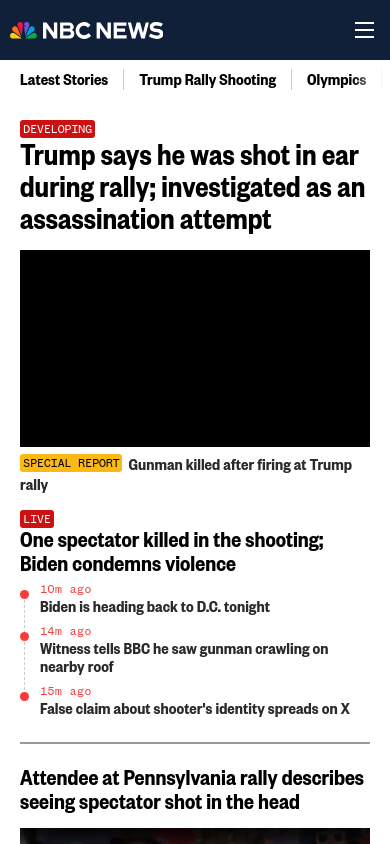 NBC NEWS
Latest Stories Trump Rally Shooting Olympics
DEVELOPING
Trump says he was shot in ear
during rally; investigated as an
assassination attempt
SPECIAL REPORT Gunman killed after firing at Trump
rally
LIVE
One spectator killed in the shooting;
Biden condemns violence
10m ago
Biden is heading back to D.C. tonight
14m ago
Witness tells BBC he saw gunman crawling on
nearby roof
15m ago
False claim about shooter's identity spreads on X
Attendee at Pennsylvania rally describes
seeing spectator shot in the head